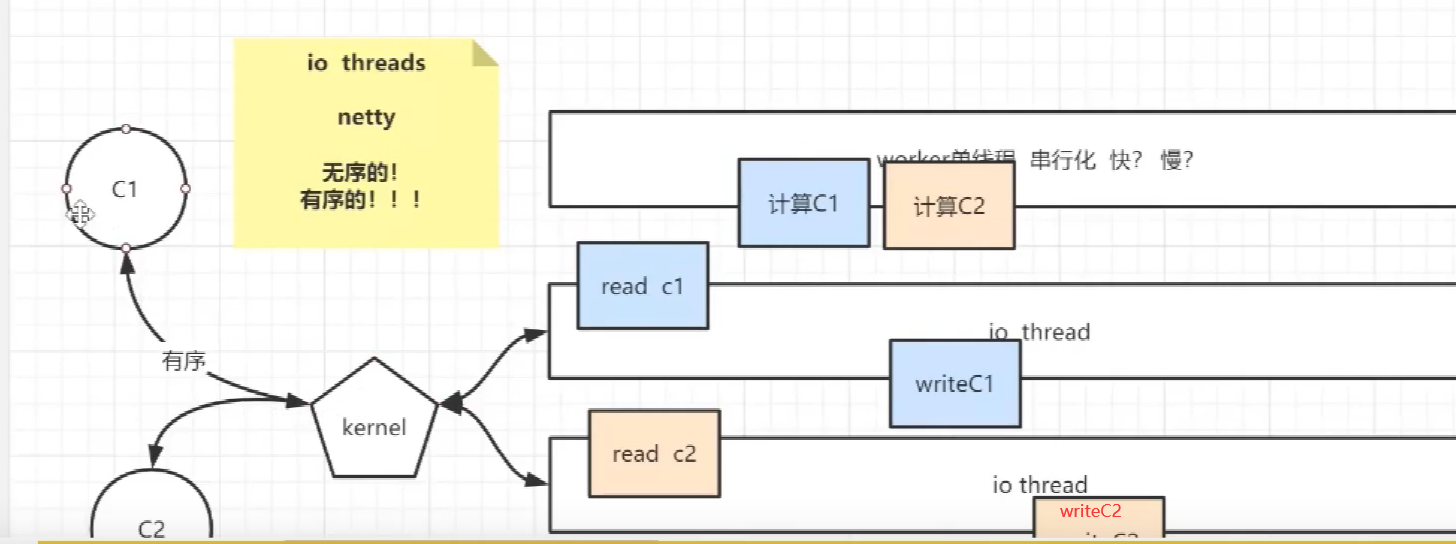 io threads
netty
无序的！
有序的！！！
C1
worker单线程 串行化 快？ 慢？
计算C1
计算C2
read c1
io thread
writeC1
有序
kernel
read c2
io thread
writeC2
C2